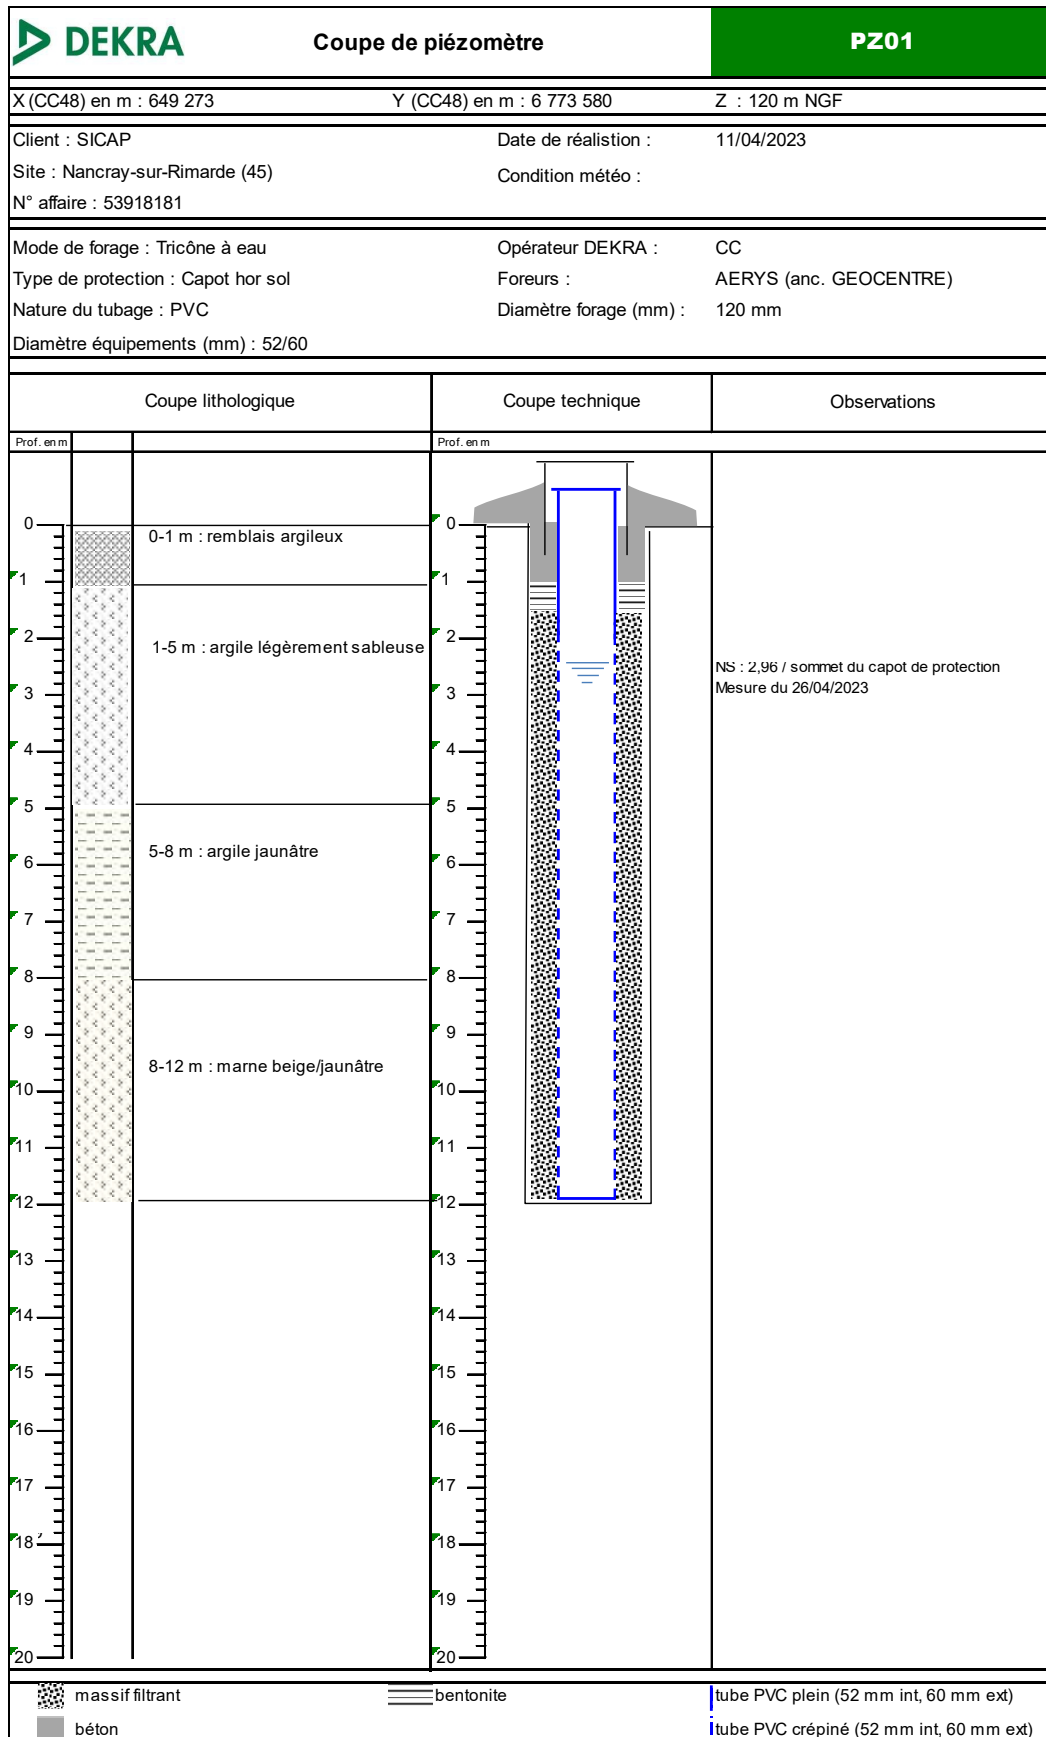 DEKRA
Coupe de piézomètre
PZ01
X (CC48) en m : 649 273 Y (CC48) en m : 6 773 580 Z : 120 m NGF
Client : SICAP Date de réalistion : 11/04/2023
Site : Nancray-sur-Rimarde (45) Condition météo :
N° affaire : 53918181
Mode de forage : Tricône à eau Opérateur DEKRA : CC
Type de protection : Capot hor sol Foreurs : AERYS (anc. GEOCENTRE)
Nature du tubage : PVC Diamètre forage (mm) : 120 mm
Diamètre équipements (mm) : 52/60
Coupe lithologique Coupe technique Observations
Prof. en m Prof. en m
0 0-1 m : remblais argileux 0
1 1
2 1-5 m : argile légèrement sableuse 2
NS : 2,96 / sommet du capot de protection
Mesure du 26/04/2023
3 3
4 4
5 5
5-8 m : argile jaunâtre
6 6
7 7
8 8
9 9
8-12 m : marne beige/jaunâtre
10 10
11 11
12 12
13 13
14 14
15 15
16 16
17 17
18 18
19 19
20 20
massif filtrant bentonite tube PVC plein (52 mm int, 60 mm ext)
béton tube PVC crépiné (52 mm int, 60 mm ext)